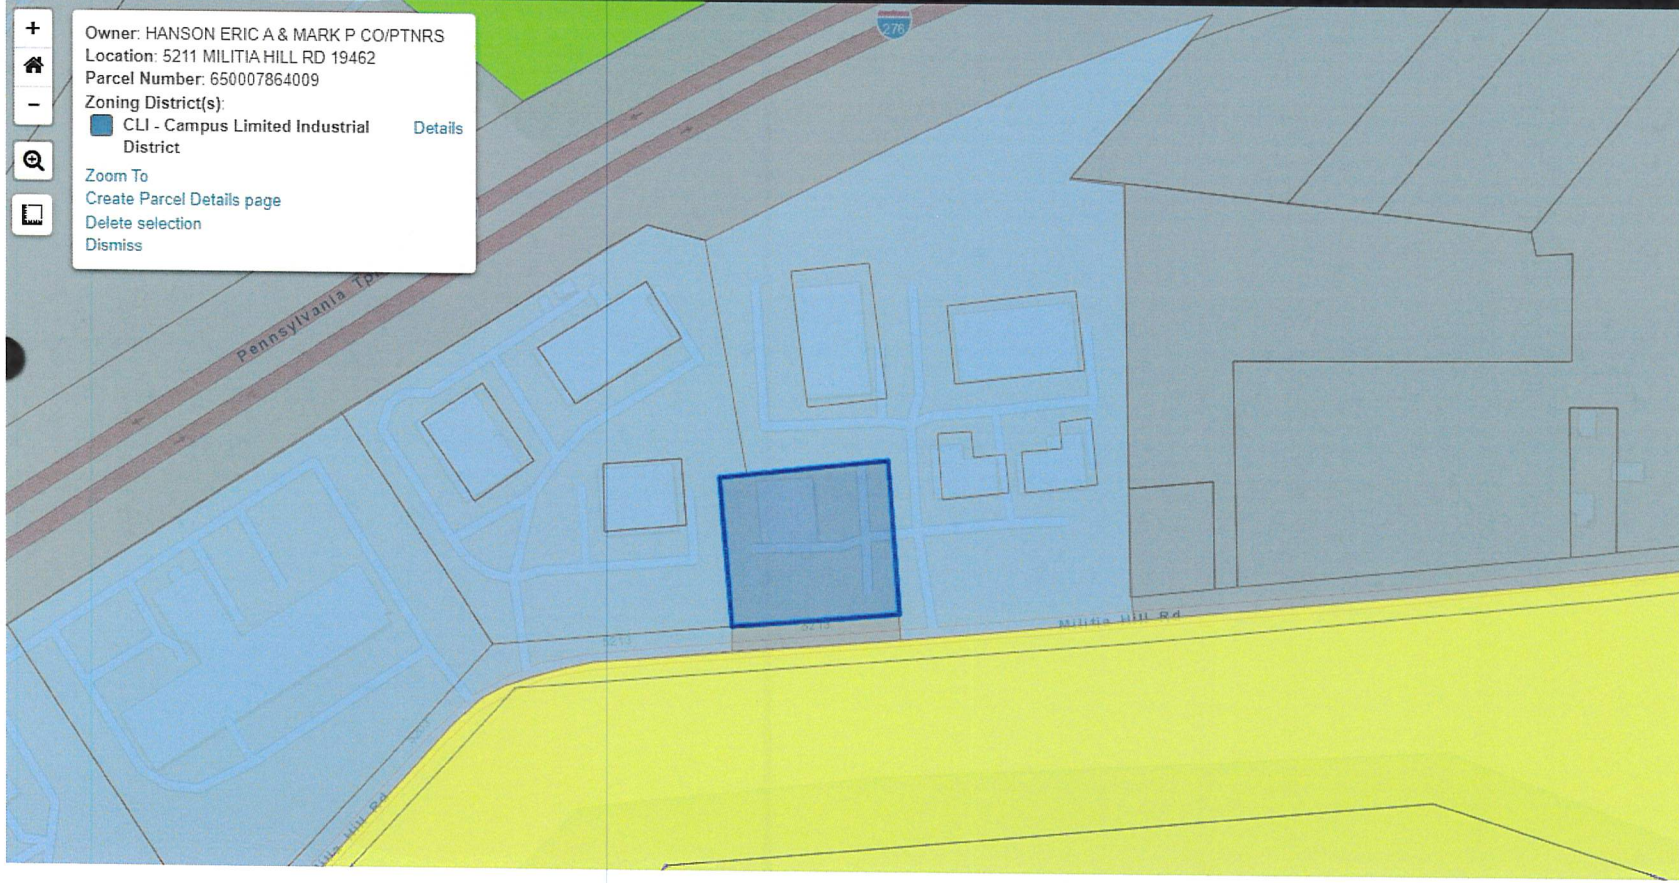 +
−
Owner: HANSON ERIC A & MARK P CO/PTNRS
Location: 5211 MILITIA HILL RD 19462
Parcel Number: 650007864009
Zoning District(s):
CLI - Campus Limited Industrial
District
Details
Zoom To
Create Parcel Details page
Delete selection
Dismiss
276
Pennsylvania Tpk
Militia Hill Rd
Hill Rd